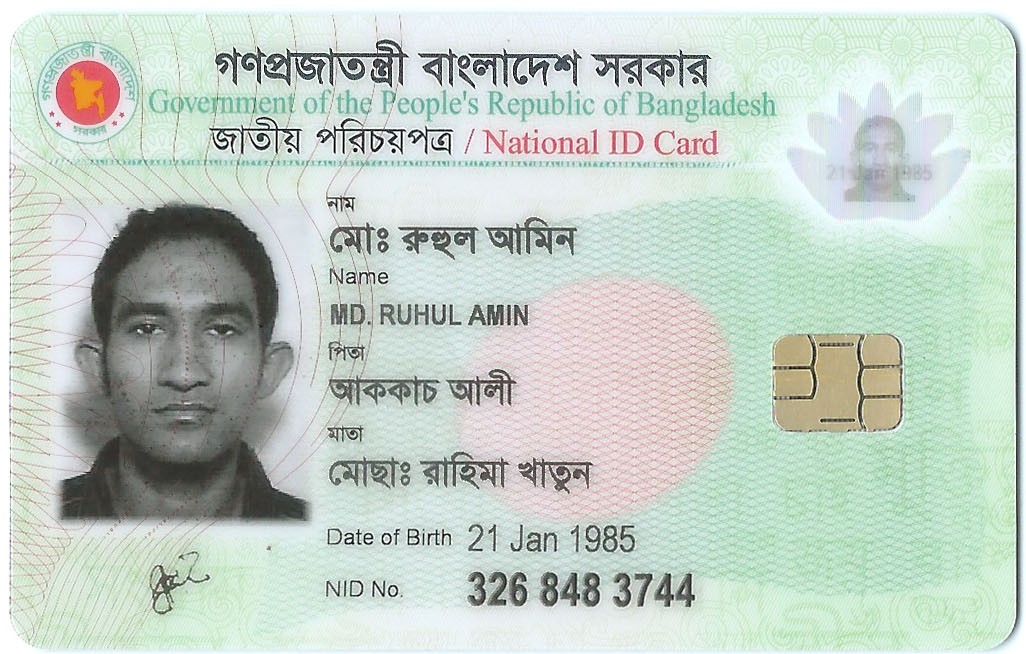 গণপ্রজাতন্ত্রী বাংলাদেশ সরকার
Government of the People's Republic of Bangladesh
জাতীয় পরিচয়পত্র / National ID Card
গণপ্রজাতন্ত্রী বাংলাদেশ
সরকার
21 Jan 1985
নাম
মোঃ রুহুল আমিন
Name
MD. RUHUL AMIN
পিতা
আককাচ আলী
মাতা
মোছাঃ রাহিমা খাতুন
Date of Birth 21 Jan 1985
NID No. 326 848 3744